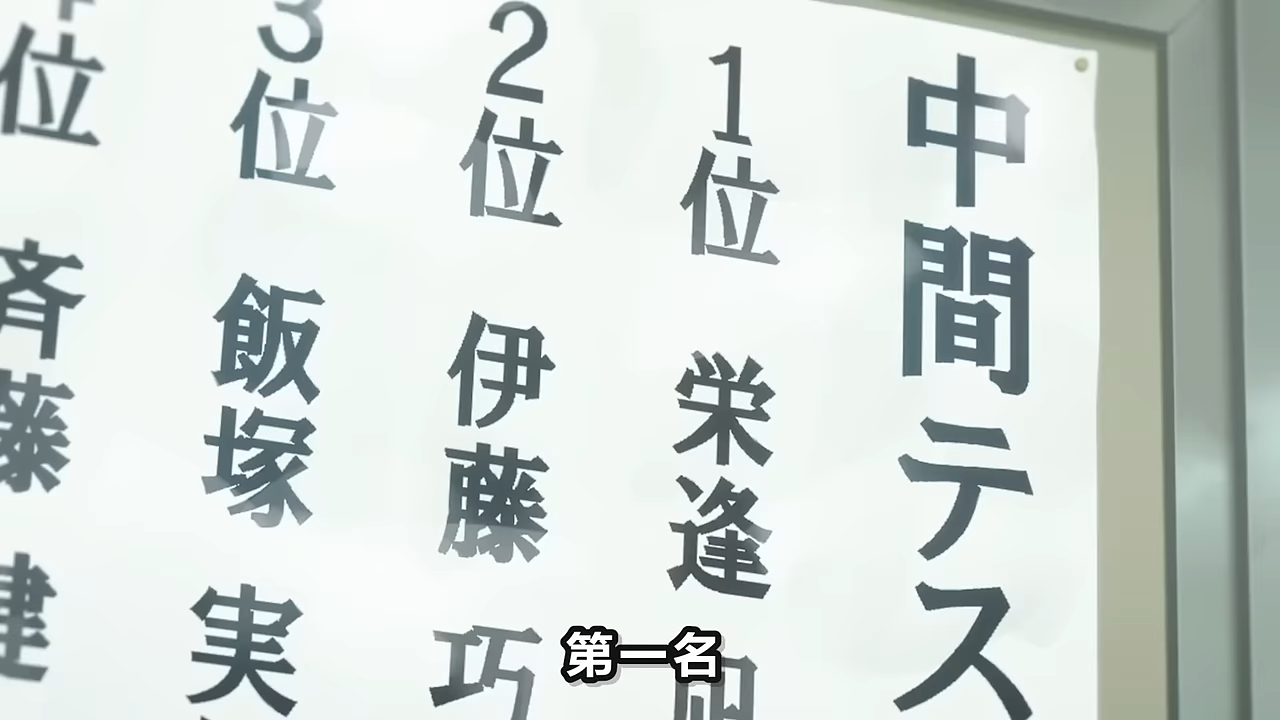 中間テス
1位 栄逢
2位 伊藤 巧
3位 飯塚 実
位 斉藤 健
第一名